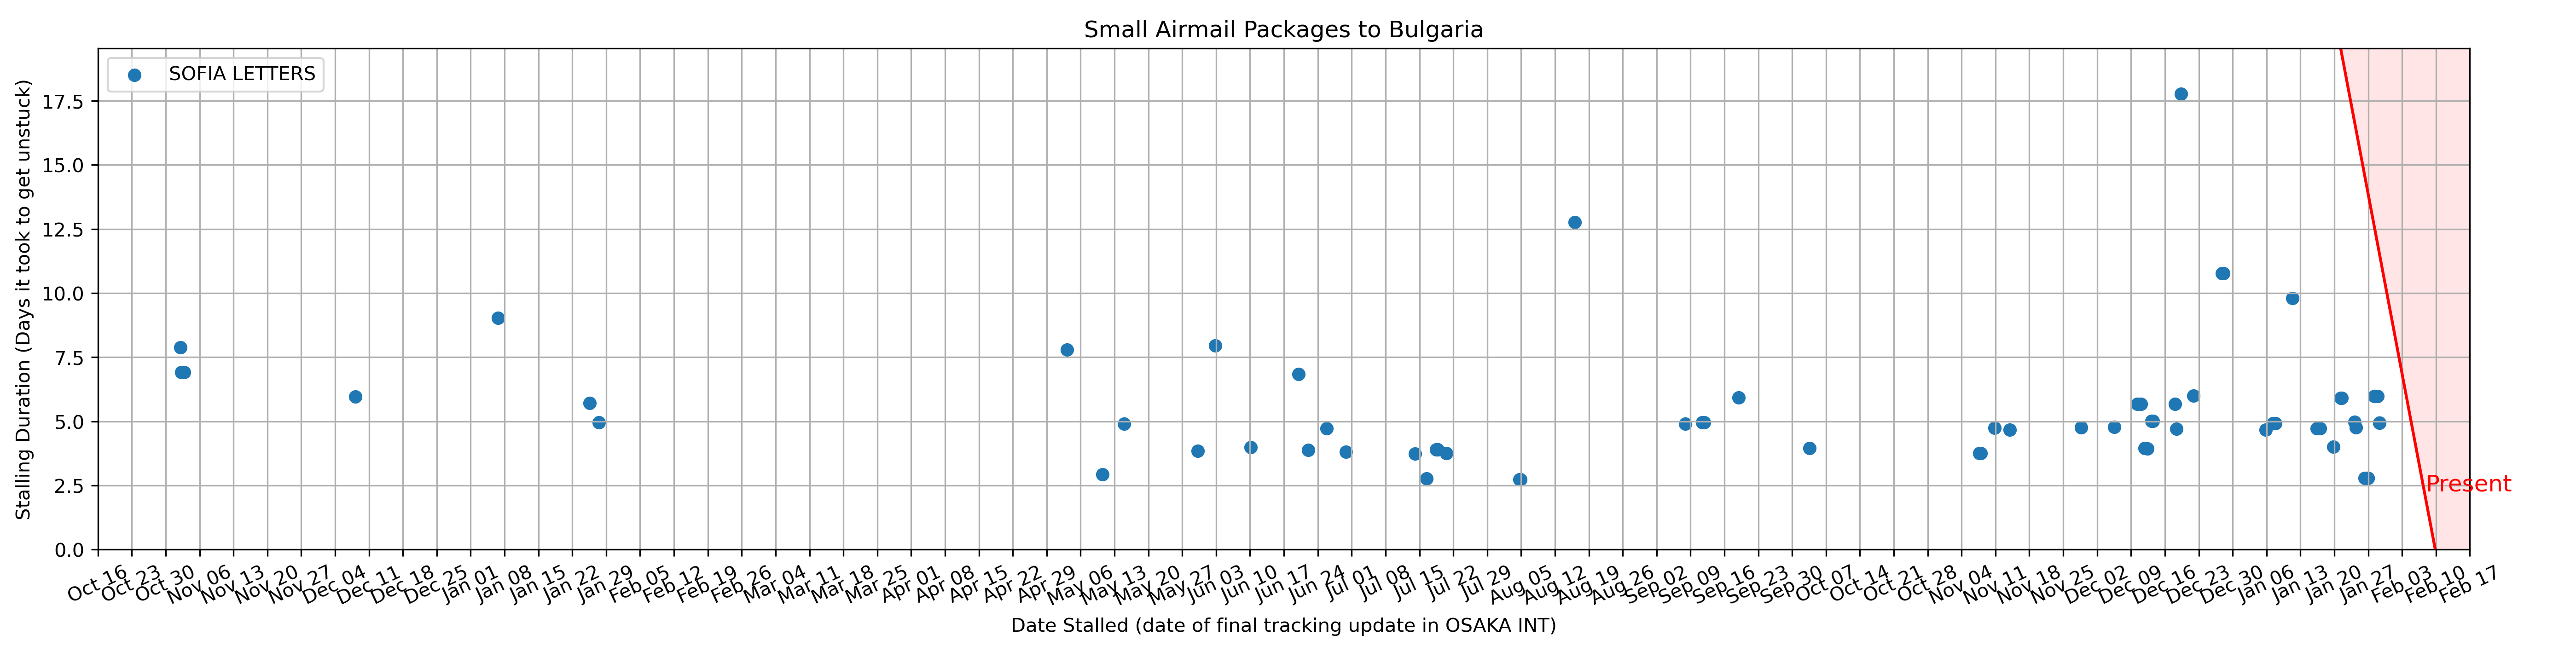 Small Airmail Packages to Bulgaria
SOFIA LETTERS
Stalling Duration (Days it took to get unstuck)
17.5
15.0
12.5
10.0
7.5
5.0
2.5
0.0
Present
Oct 16 Oct 23 Oct 30 Nov 06 Nov 13 Nov 20 Nov 27 Dec 04 Dec 11 Dec 18 Dec 25 Jan 01 Jan 08 Jan 15 Jan 22 Jan 29 Feb 05 Feb 12 Feb 19 Feb 26 Mar 04 Mar 11 Mar 18 Mar 25 Apr 01 Apr 08 Apr 15 Apr 22 Apr 29 May 06 May 13 May 20 May 27 Jun 03 Jun 10 Jun 17 Jun 24 Jul 01 Jul 08 Jul 15 Jul 22 Jul 29 Aug 05 Aug 12 Aug 19 Aug 26 Sep 02 Sep 09 Sep 16 Sep 23 Sep 30 Oct 07 Oct 14 Oct 21 Oct 28 Nov 04 Nov 11 Nov 18 Nov 25 Dec 02 Dec 09 Dec 16 Dec 23 Dec 30 Jan 06 Jan 13 Jan 20 Jan 27 Feb 03 Feb 10 Feb 17
Date Stalled (date of final tracking update in OSAKA INT)